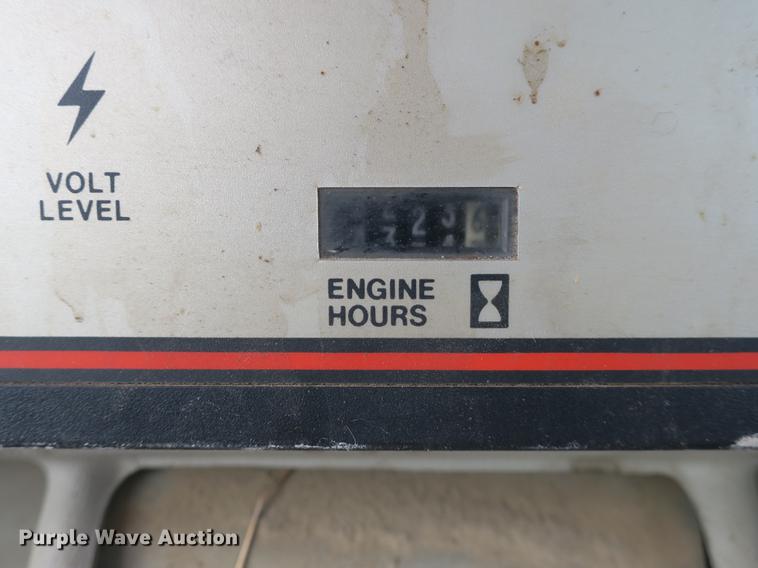 VOLT
LEVEL
ENGINE
HOURS
Purple Wave Auction